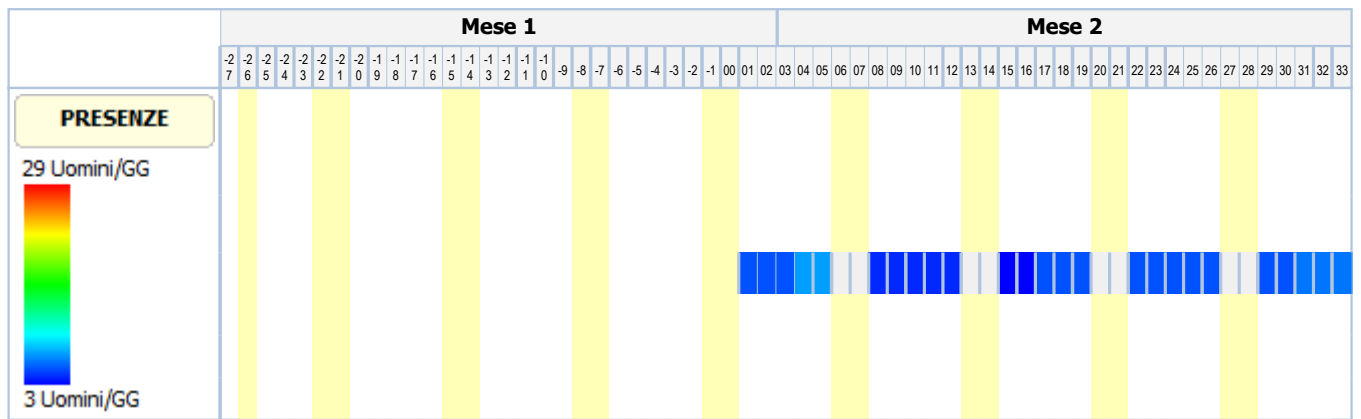 Mese 1 Mese 2
-27 -26 -25 -24 -23 -22 -21 -20 -19 -18 -17 -16 -15 -14 -13 -12 -11 -10 -9 -8 -7 -6 -5 -4 -3 -2 -1 00 01 02 03 04 05 06 07 08 09 10 11 12 13 14 15 16 17 18 19 20 21 22 23 24 25 26 27 28 29 30 31 32 33
PRESENZE
29 Uomini/GG
3 Uomini/GG